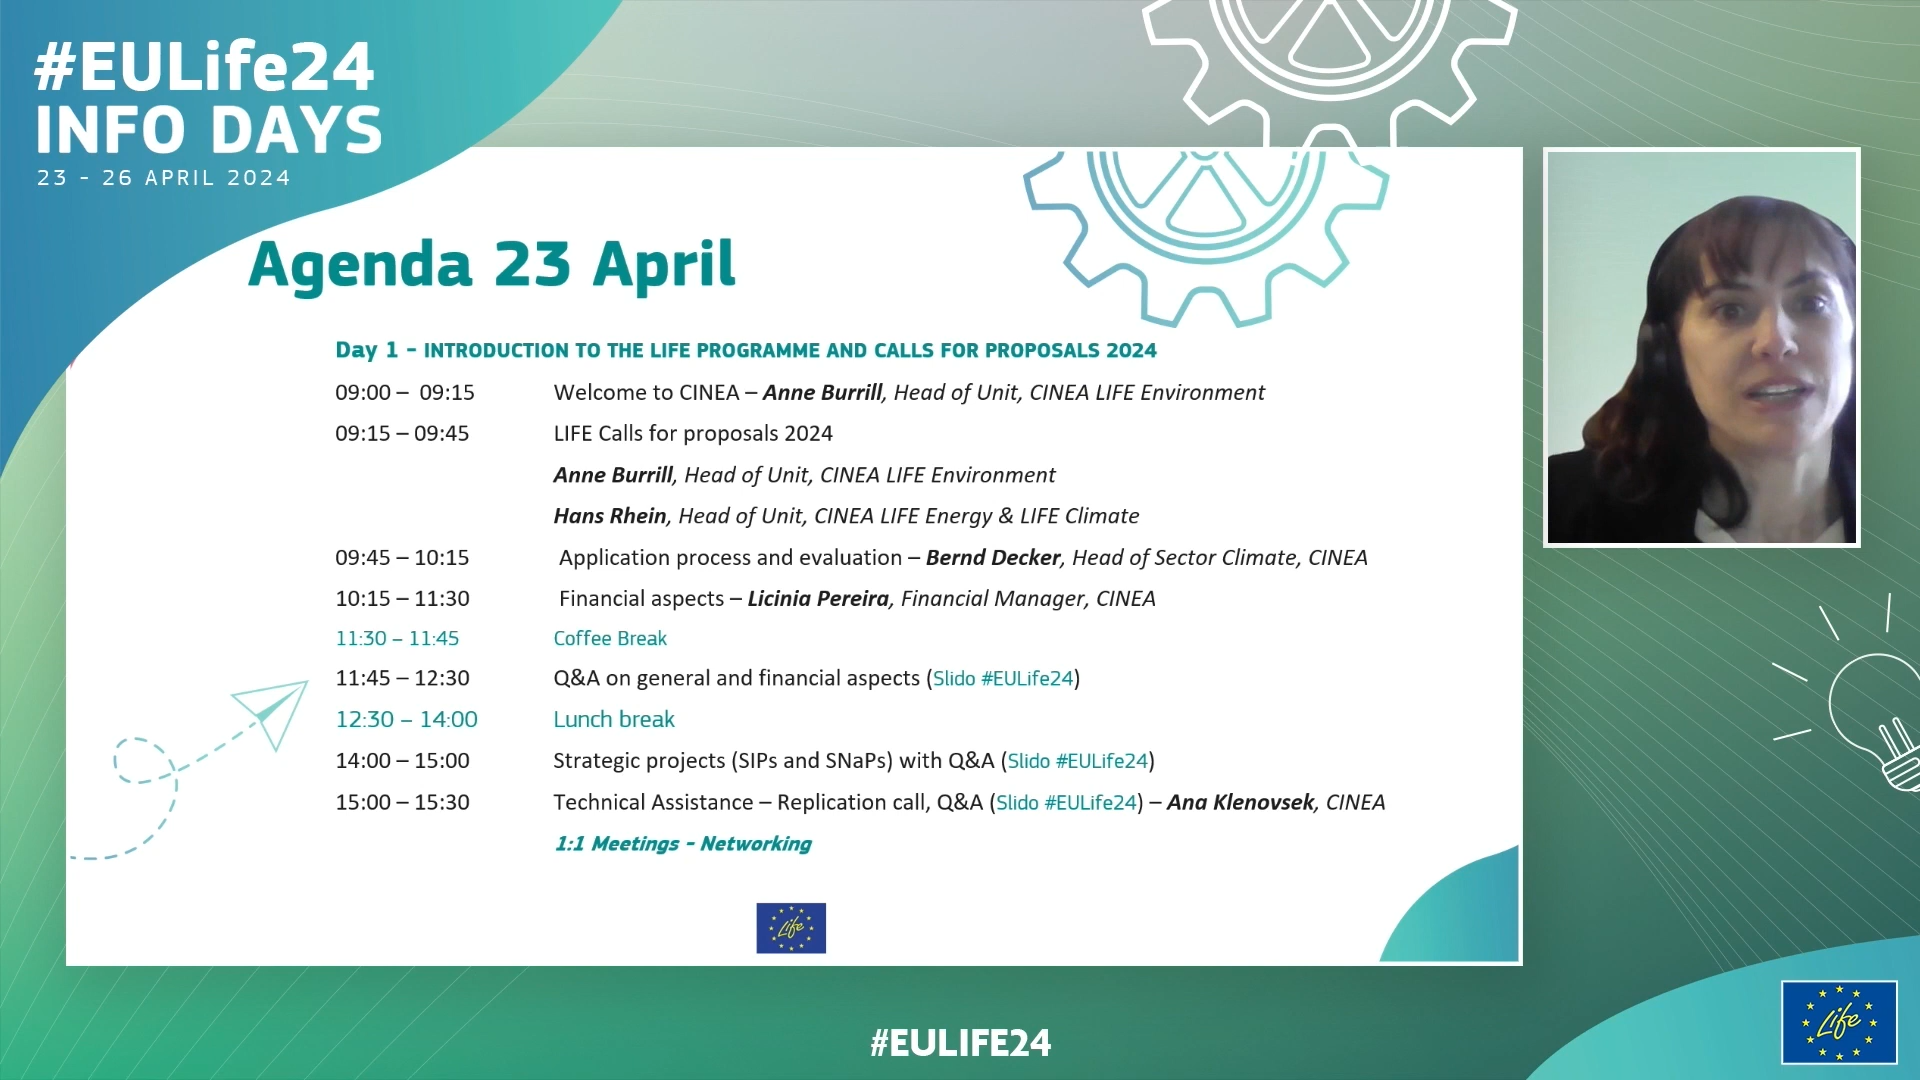 #EULife24
INFO DAYS
23 - 26 APRIL 2024
Agenda 23 April
Day 1 - INTRODUCTION TO THE LIFE PROGRAMME AND CALLS FOR PROPOSALS 2024
09:00 – 09:15 Welcome to CINEA – Anne Burrill, Head of Unit, CINEA LIFE Environment
09:15 – 09:45 LIFE Calls for proposals 2024
Anne Burrill, Head of Unit, CINEA LIFE Environment
Hans Rhein, Head of Unit, CINEA LIFE Energy & LIFE Climate
09:45 – 10:15 Application process and evaluation – Bernd Decker, Head of Sector Climate, CINEA
10:15 – 11:30 Financial aspects – Licinia Pereira, Financial Manager, CINEA
11:30 – 11:45 Coffee Break
11:45 – 12:30 Q&A on general and financial aspects (Slido #EULife24)
12:30 – 14:00 Lunch break
14:00 – 15:00 Strategic projects (SIPs and SNaPs) with Q&A (Slido #EULife24)
15:00 – 15:30 Technical Assistance – Replication call, Q&A (Slido #EULife24) – Ana Klenovsek, CINEA
1:1 Meetings - Networking
Life
#EULIFE24
Life